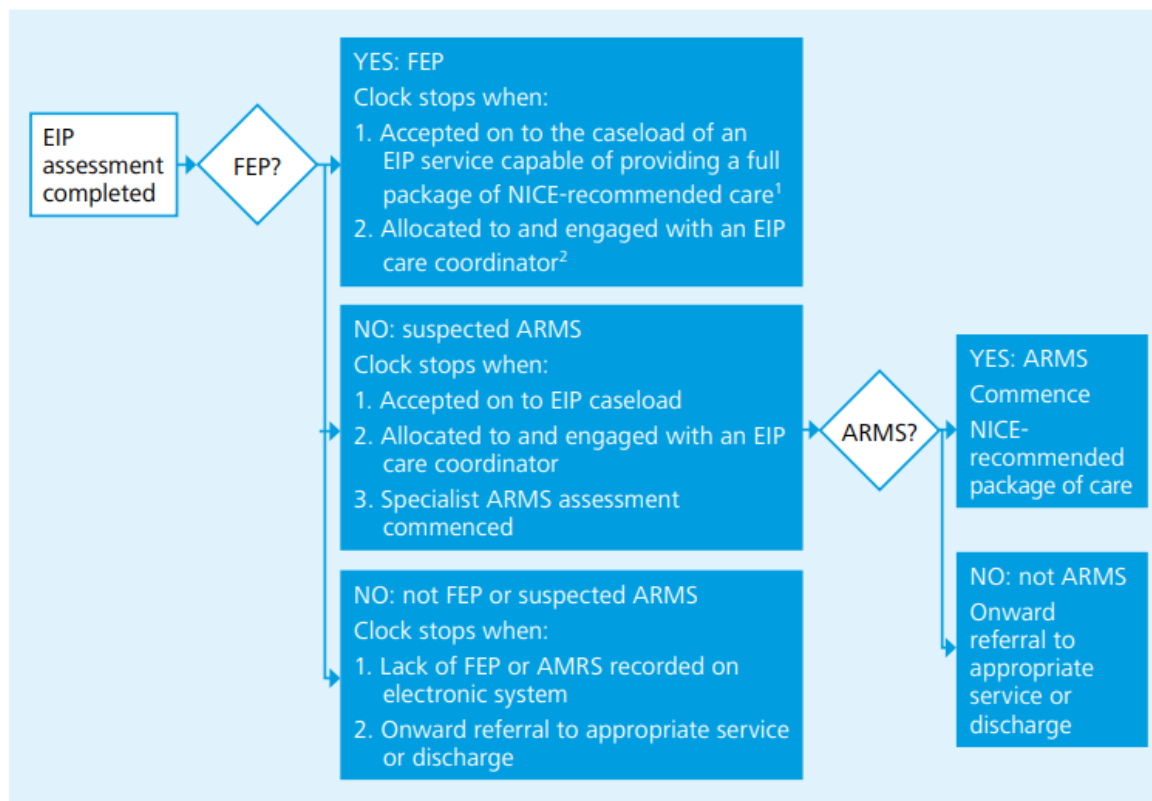 EIP
assessment
completed
FEP?
YES: FEP
Clock stops when:
1. Accepted on to the caseload of an
EIP service capable of providing a full
package of NICE-recommended care1
2. Allocated to and engaged with an EIP
care coordinator2
NO: suspected ARMS
Clock stops when:
1. Accepted on to EIP caseload
2. Allocated to and engaged with an EIP
care coordinator
3. Specialist ARMS assessment
commenced
NO: not FEP or suspected ARMS
Clock stops when:
1. Lack of FEP or AMRS recorded on
electronic system
2. Onward referral to appropriate service
or discharge
ARMS?
YES: ARMS
Commence
NICE-
recommended
package of care
NO: not ARMS
Onward
referral to
appropriate
service or
discharge